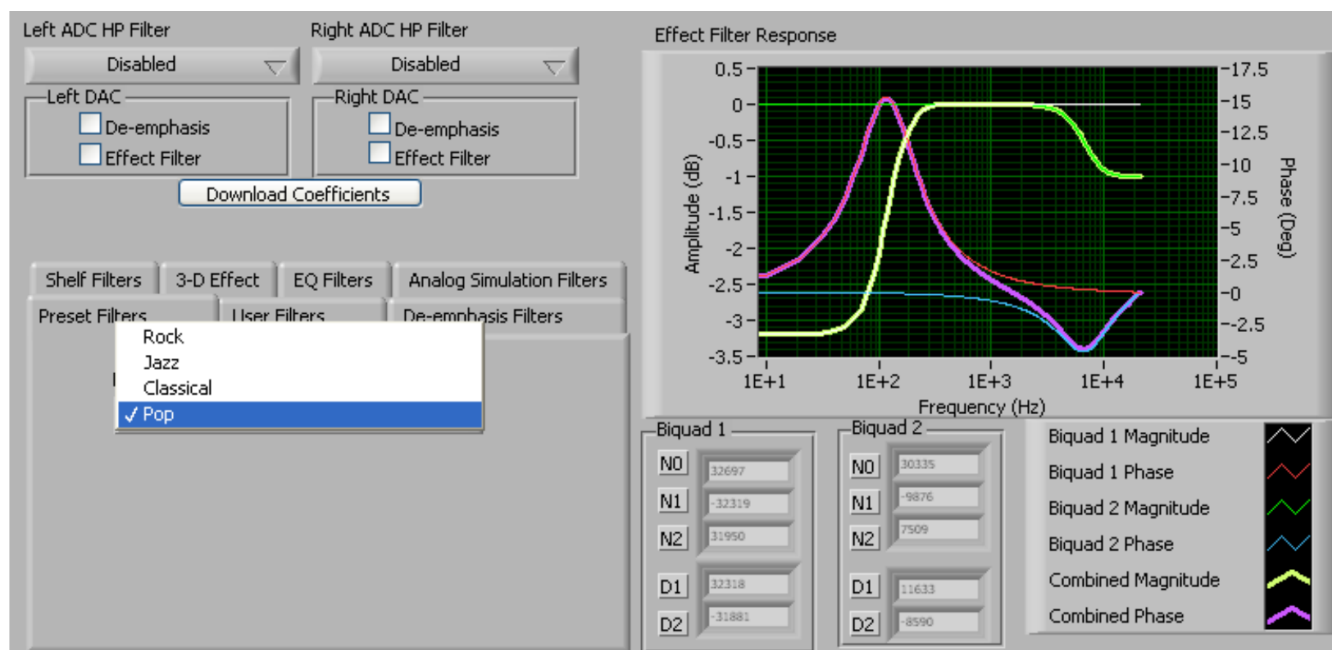 Left ADC HP Filter
Right ADC HP Filter
Disabled
Disabled
Left DAC
De-emphasis
Effect Filter
Right DAC
De-emphasis
Effect Filter
Download Coefficients
Shelf Filters
3-D Effect
EQ Filters
Analog Simulation Filters
Preset Filters
User Filters
De-emphasis Filters
Rock
Jazz
Classical
✓ Pop
Effect Filter Response
Amplitude (dB)
0.5
0
-0.5
-1
-1.5
-2
-2.5
-3
-3.5
17.5
15
12.5
10
7.5
5
2.5
0
-2.5
-5
Phase (Deg)
1E+1
1E+2
1E+3
1E+4
1E+5
Frequency (Hz)
Biquad 1
N0 32697
N1 -32319
N2 31950
D1 32318
D2 -31881
Biquad 2
N0 30335
N1 -9876
N2 7509
D1 11633
D2 -8590
Biquad 1 Magnitude
Biquad 1 Phase
Biquad 2 Magnitude
Biquad 2 Phase
Combined Magnitude
Combined Phase